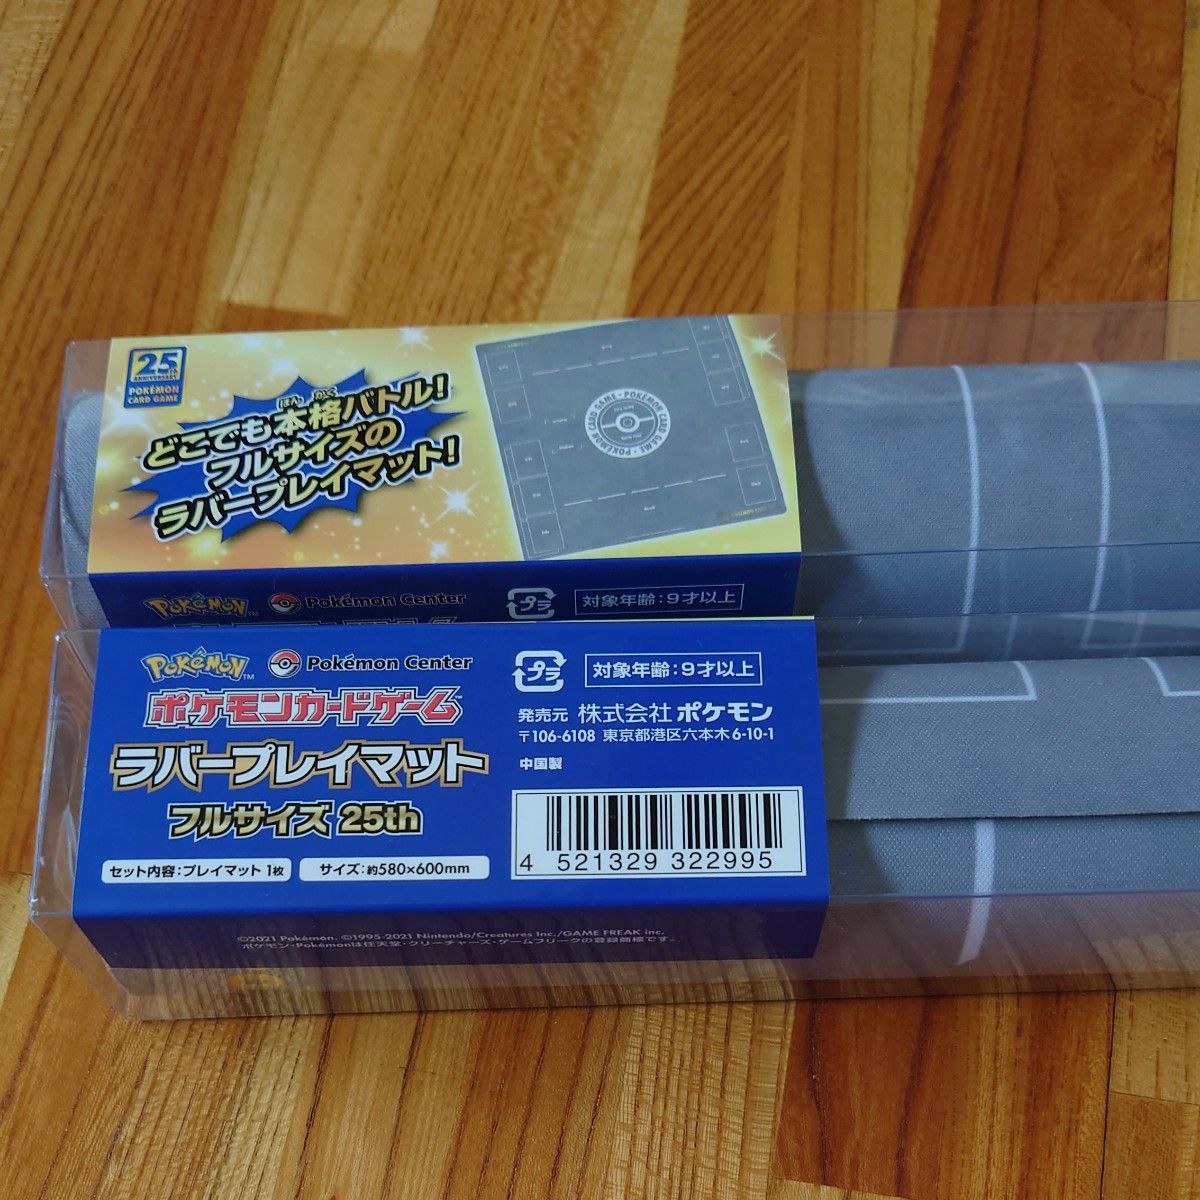 25th
ANNIVERSARY
POKÉMON
CARD GAME
ほん かく
どこでも本格バトル!
フルサイズの
ラバープレイマット!
POKÉMON CARD GAME・POKÉMON CARD GAME・
POKÉMON™
Pokémon Center
プラ
対象年齢:9才以上
POKÉMON™
Pokémon Center
ポケモンカードゲーム™
ラバープレイマット
フルサイズ 25th
セット内容:プレイマット 1枚
サイズ:約580×600mm
プラ
対象年齢:9才以上
発売元 株式会社 ポケモン
〒106-6108 東京都港区六本木6-10-1
中国製
4 521329 322995
©2021 Pokémon. ©1995-2021 Nintendo/Creatures Inc./GAME FREAK inc.
ポケモン・Pokémonは任天堂・クリーチャーズ・ゲームフリークの登録商標です。